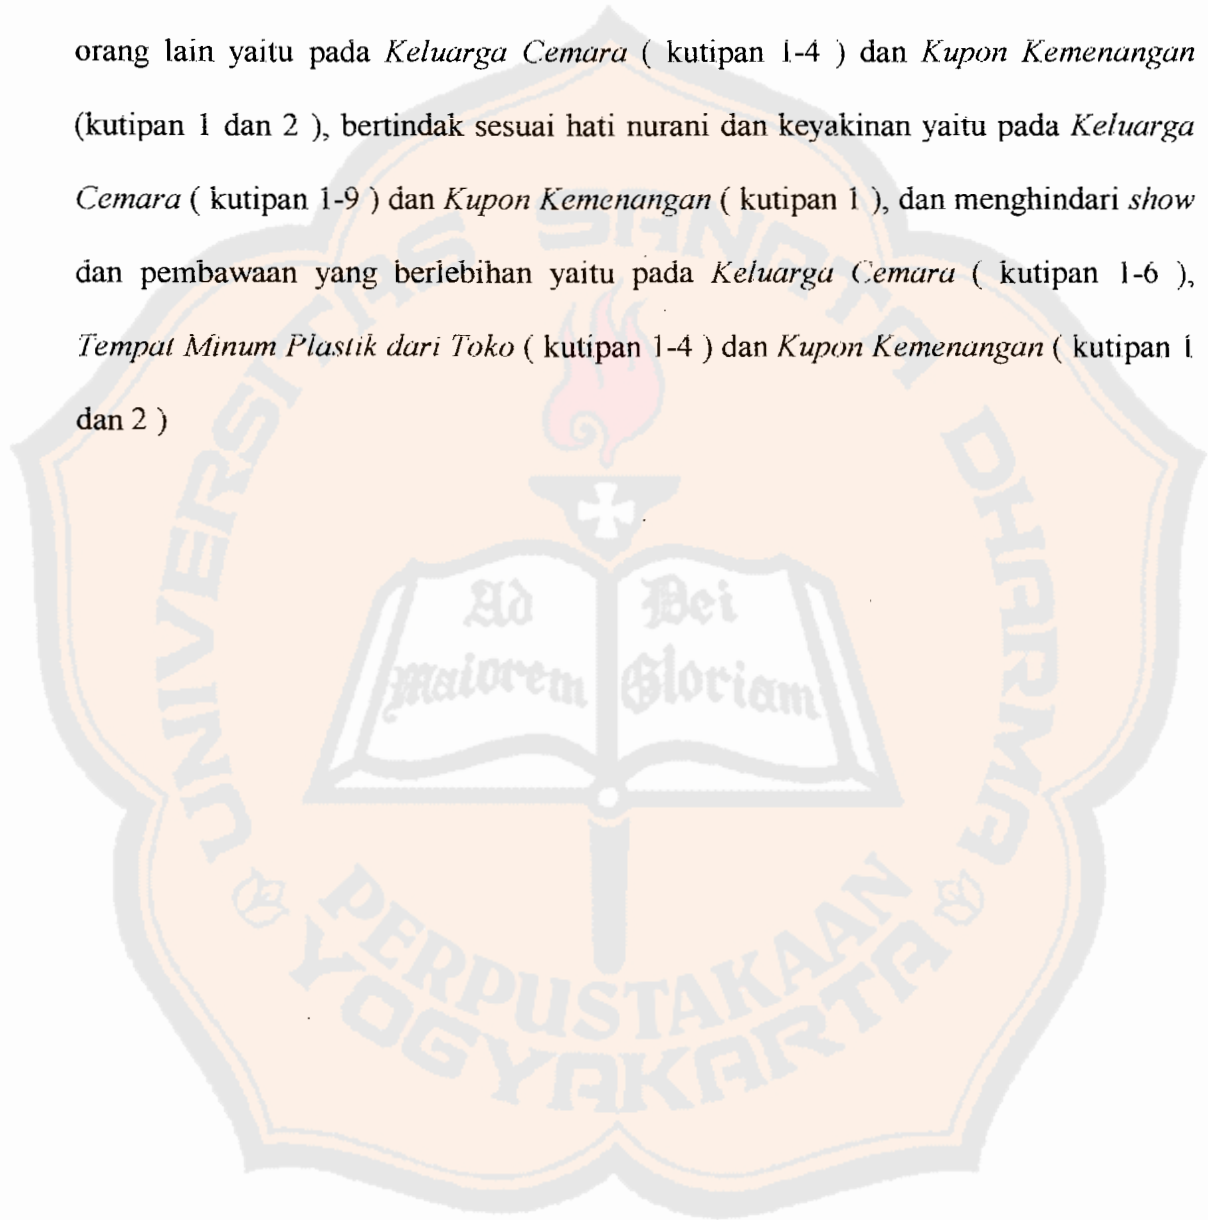 orang lain yaitu pada Keluarga Cemara ( kutipan 1-4 ) dan Kupon Kemenangan
(kutipan 1 dan 2 ), bertindak sesuai hati nurani dan keyakinan yaitu pada Keluarga
Cemara ( kutipan 1-9 ) dan Kupon Kemenangan ( kutipan 1 ), dan menghindari show
dan pembawaan yang berlebihan yaitu pada Keluarga Cemara ( kutipan 1-6 ),
Tempat Minum Plastik dari Toko ( kutipan 1-4 ) dan Kupon Kemenangan ( kutipan 1
dan 2 )
UNIVERSITAS SANATA DHARMA
Ad Dei
maiorem Gloriam
PERPUSTAKAAN
YOGYAKARTA